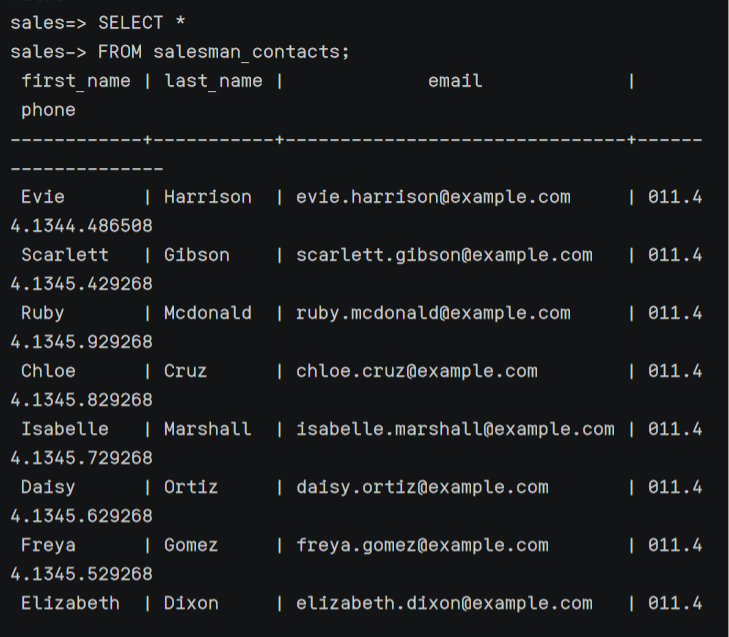 sales=> SELECT *
sales-> FROM salesman_contacts;
 first_name | last_name |             email             |
 phone
------------+-----------+-------------------------------+------
--------------
 Evie       | Harrison  | evie.harrison@example.com     | 011.4
4.1344.486508
 Scarlett   | Gibson    | scarlett.gibson@example.com   | 011.4
4.1345.429268
 Ruby       | Mcdonald  | ruby.mcdonald@example.com     | 011.4
4.1345.929268
 Chloe      | Cruz      | chloe.cruz@example.com        | 011.4
4.1345.829268
 Isabelle   | Marshall  | isabelle.marshall@example.com | 011.4
4.1345.729268
 Daisy      | Ortiz     | daisy.ortiz@example.com       | 011.4
4.1345.629268
 Freya      | Gomez     | freya.gomez@example.com       | 011.4
4.1345.529268
 Elizabeth  | Dixon     | elizabeth.dixon@example.com   | 011.4